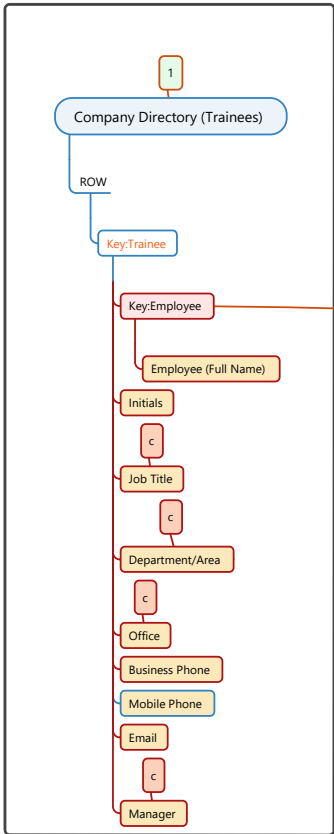 1
Company Directory (Trainees)
ROW
Key:Trainee
Key:Employee
Employee (Full Name)
Initials
c
Job Title
c
Department/Area
c
Office
Business Phone
Mobile Phone
Email
c
Manager